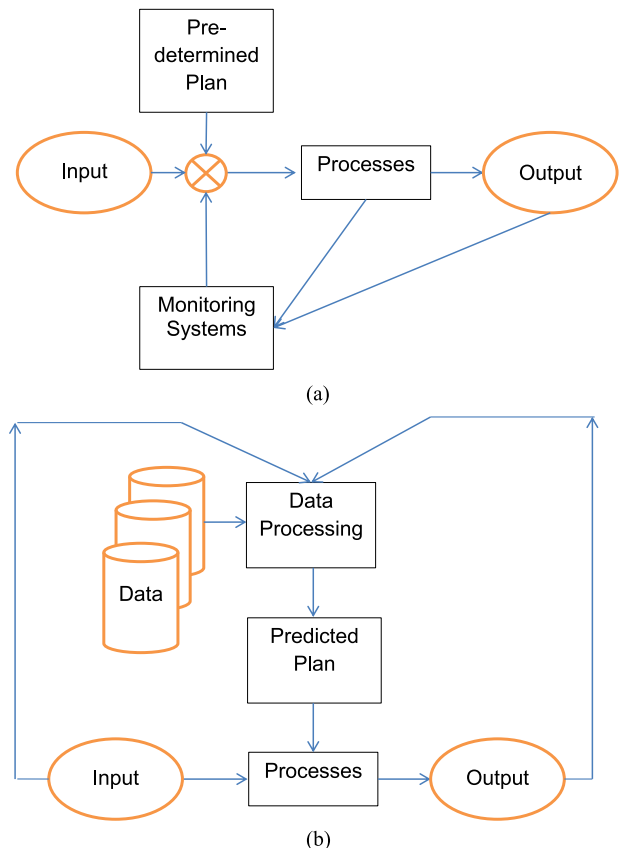 Pre-
determined
Plan
Input
Processes
Output
Monitoring
Systems
(a)
Data
Processing
Data
Predicted
Plan
Input
Processes
Output
(b)